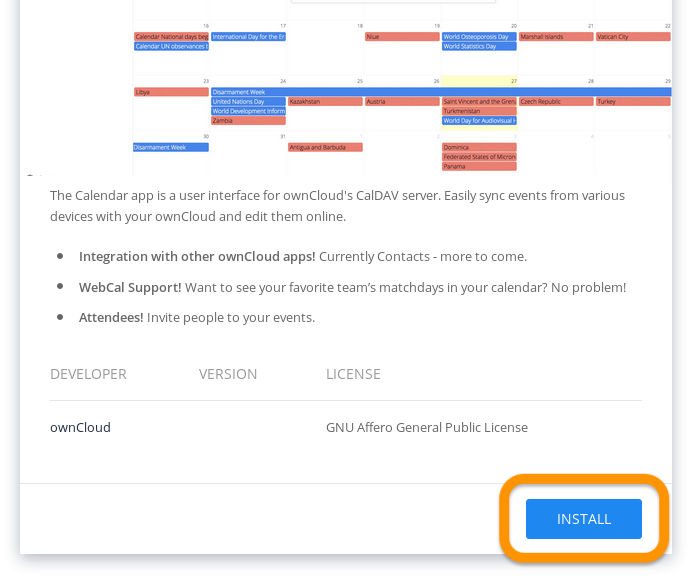 16 17 18 19 20 21 22
Calendar National days beg
Niue
World Osteoporosis Day
Marshall Islands
Vatican City
International Day for the Er
Calendar UN observances
World Statistics Day
23 24 25 26 27 28 29
Libya
Disarmament Week
United Nations Day
Kazakhstan
Austria
Saint Vincent and the Gren
Czech Republic
Turkey
World Development Inform
Turkmenistan
Zambia
World Day for Audiovisual
30 31 1 2 3 4 5
Disarmament Week
Antigua and Barbuda
Dominica
Federated States of Micron
Panama
The Calendar app is a user interface for ownCloud's CalDAV server. Easily sync events from various
devices with your ownCloud and edit them online.
Integration with other ownCloud apps! Currently Contacts - more to come.
WebCal Support! Want to see your favorite team's matchdays in your calendar? No problem!
Attendees! Invite people to your events.
DEVELOPER VERSION LICENSE
ownCloud GNU Affero General Public License
INSTALL